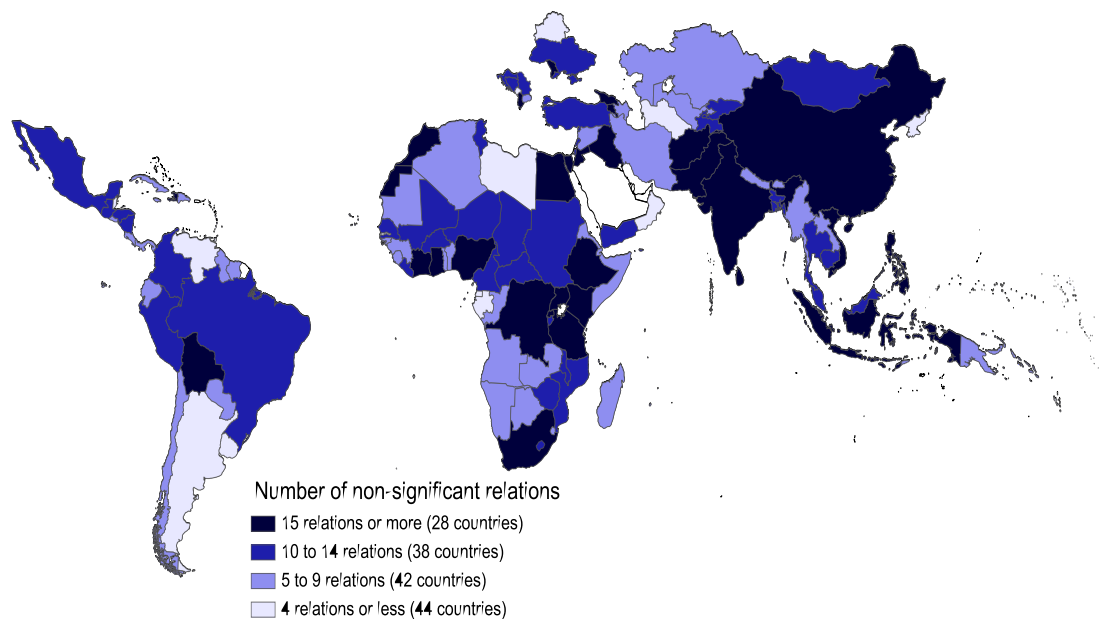 Number of non-significant relations
15 relations or more (28 countries)
10 to 14 relations (38 countries)
5 to 9 relations (42 countries)
4 relations or less (44 countries)